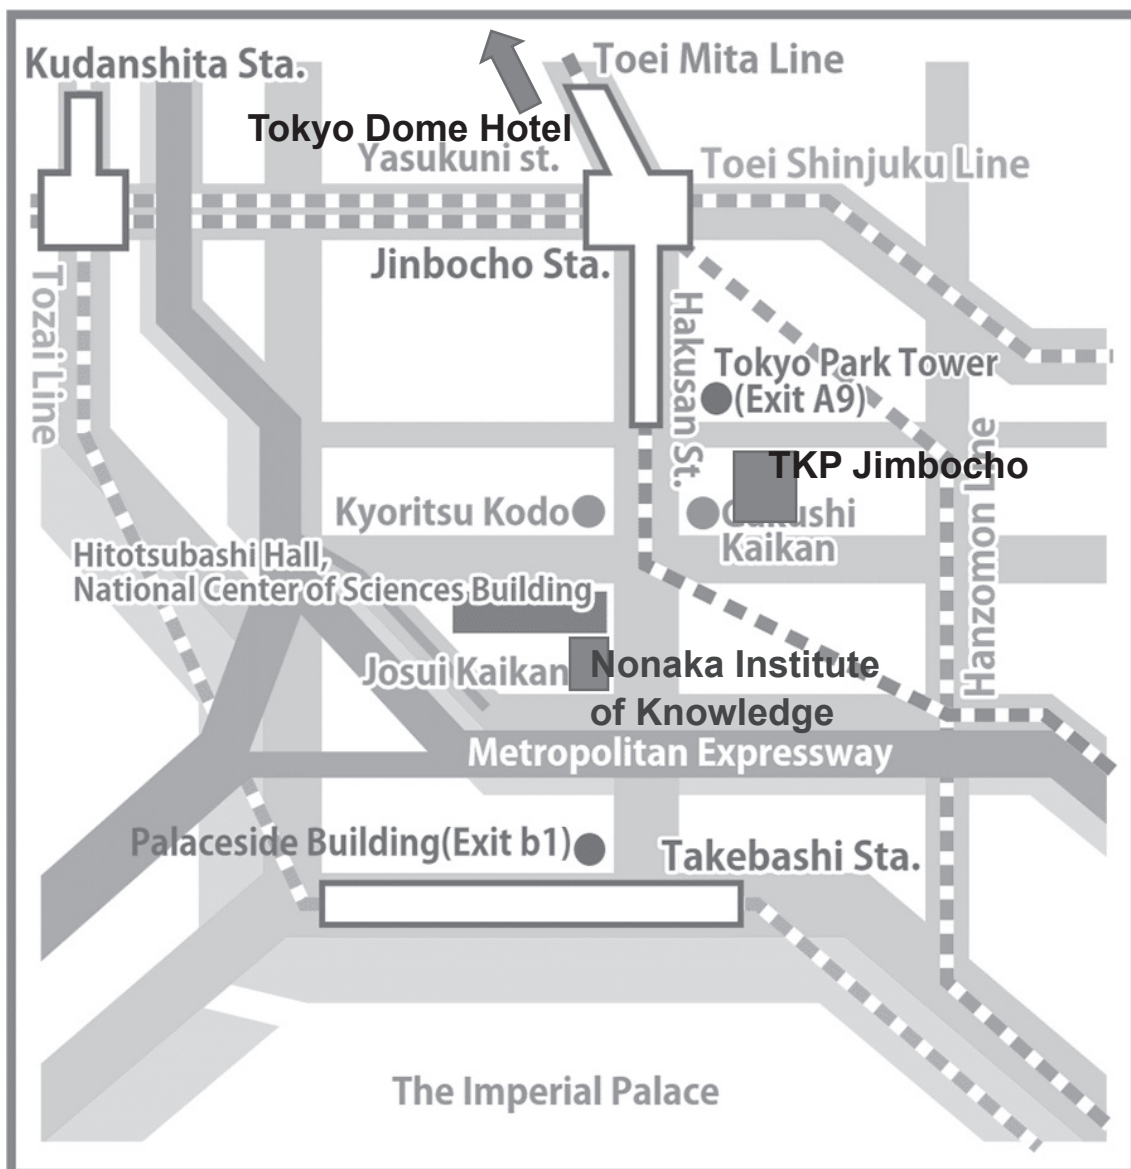 Kudanshita Sta.
Toei Mita Line
Tokyo Dome Hotel
Yasukuni st.
Toei Shinjuku Line
Jinbocho Sta.
Tozai Line
Hakusan St.
Tokyo Park Tower
(Exit A9)
TKP Jimbocho
Kyoritsu Kodo
Kaikan
Hanzomon Line
Hitotsubashi Hall,
National Center of Sciences Building
Josui Kaikan
Nonaka Institute
of Knowledge
Metropolitan Expressway
Palaceside Building(Exit b1)
Takebashi Sta.
The Imperial Palace